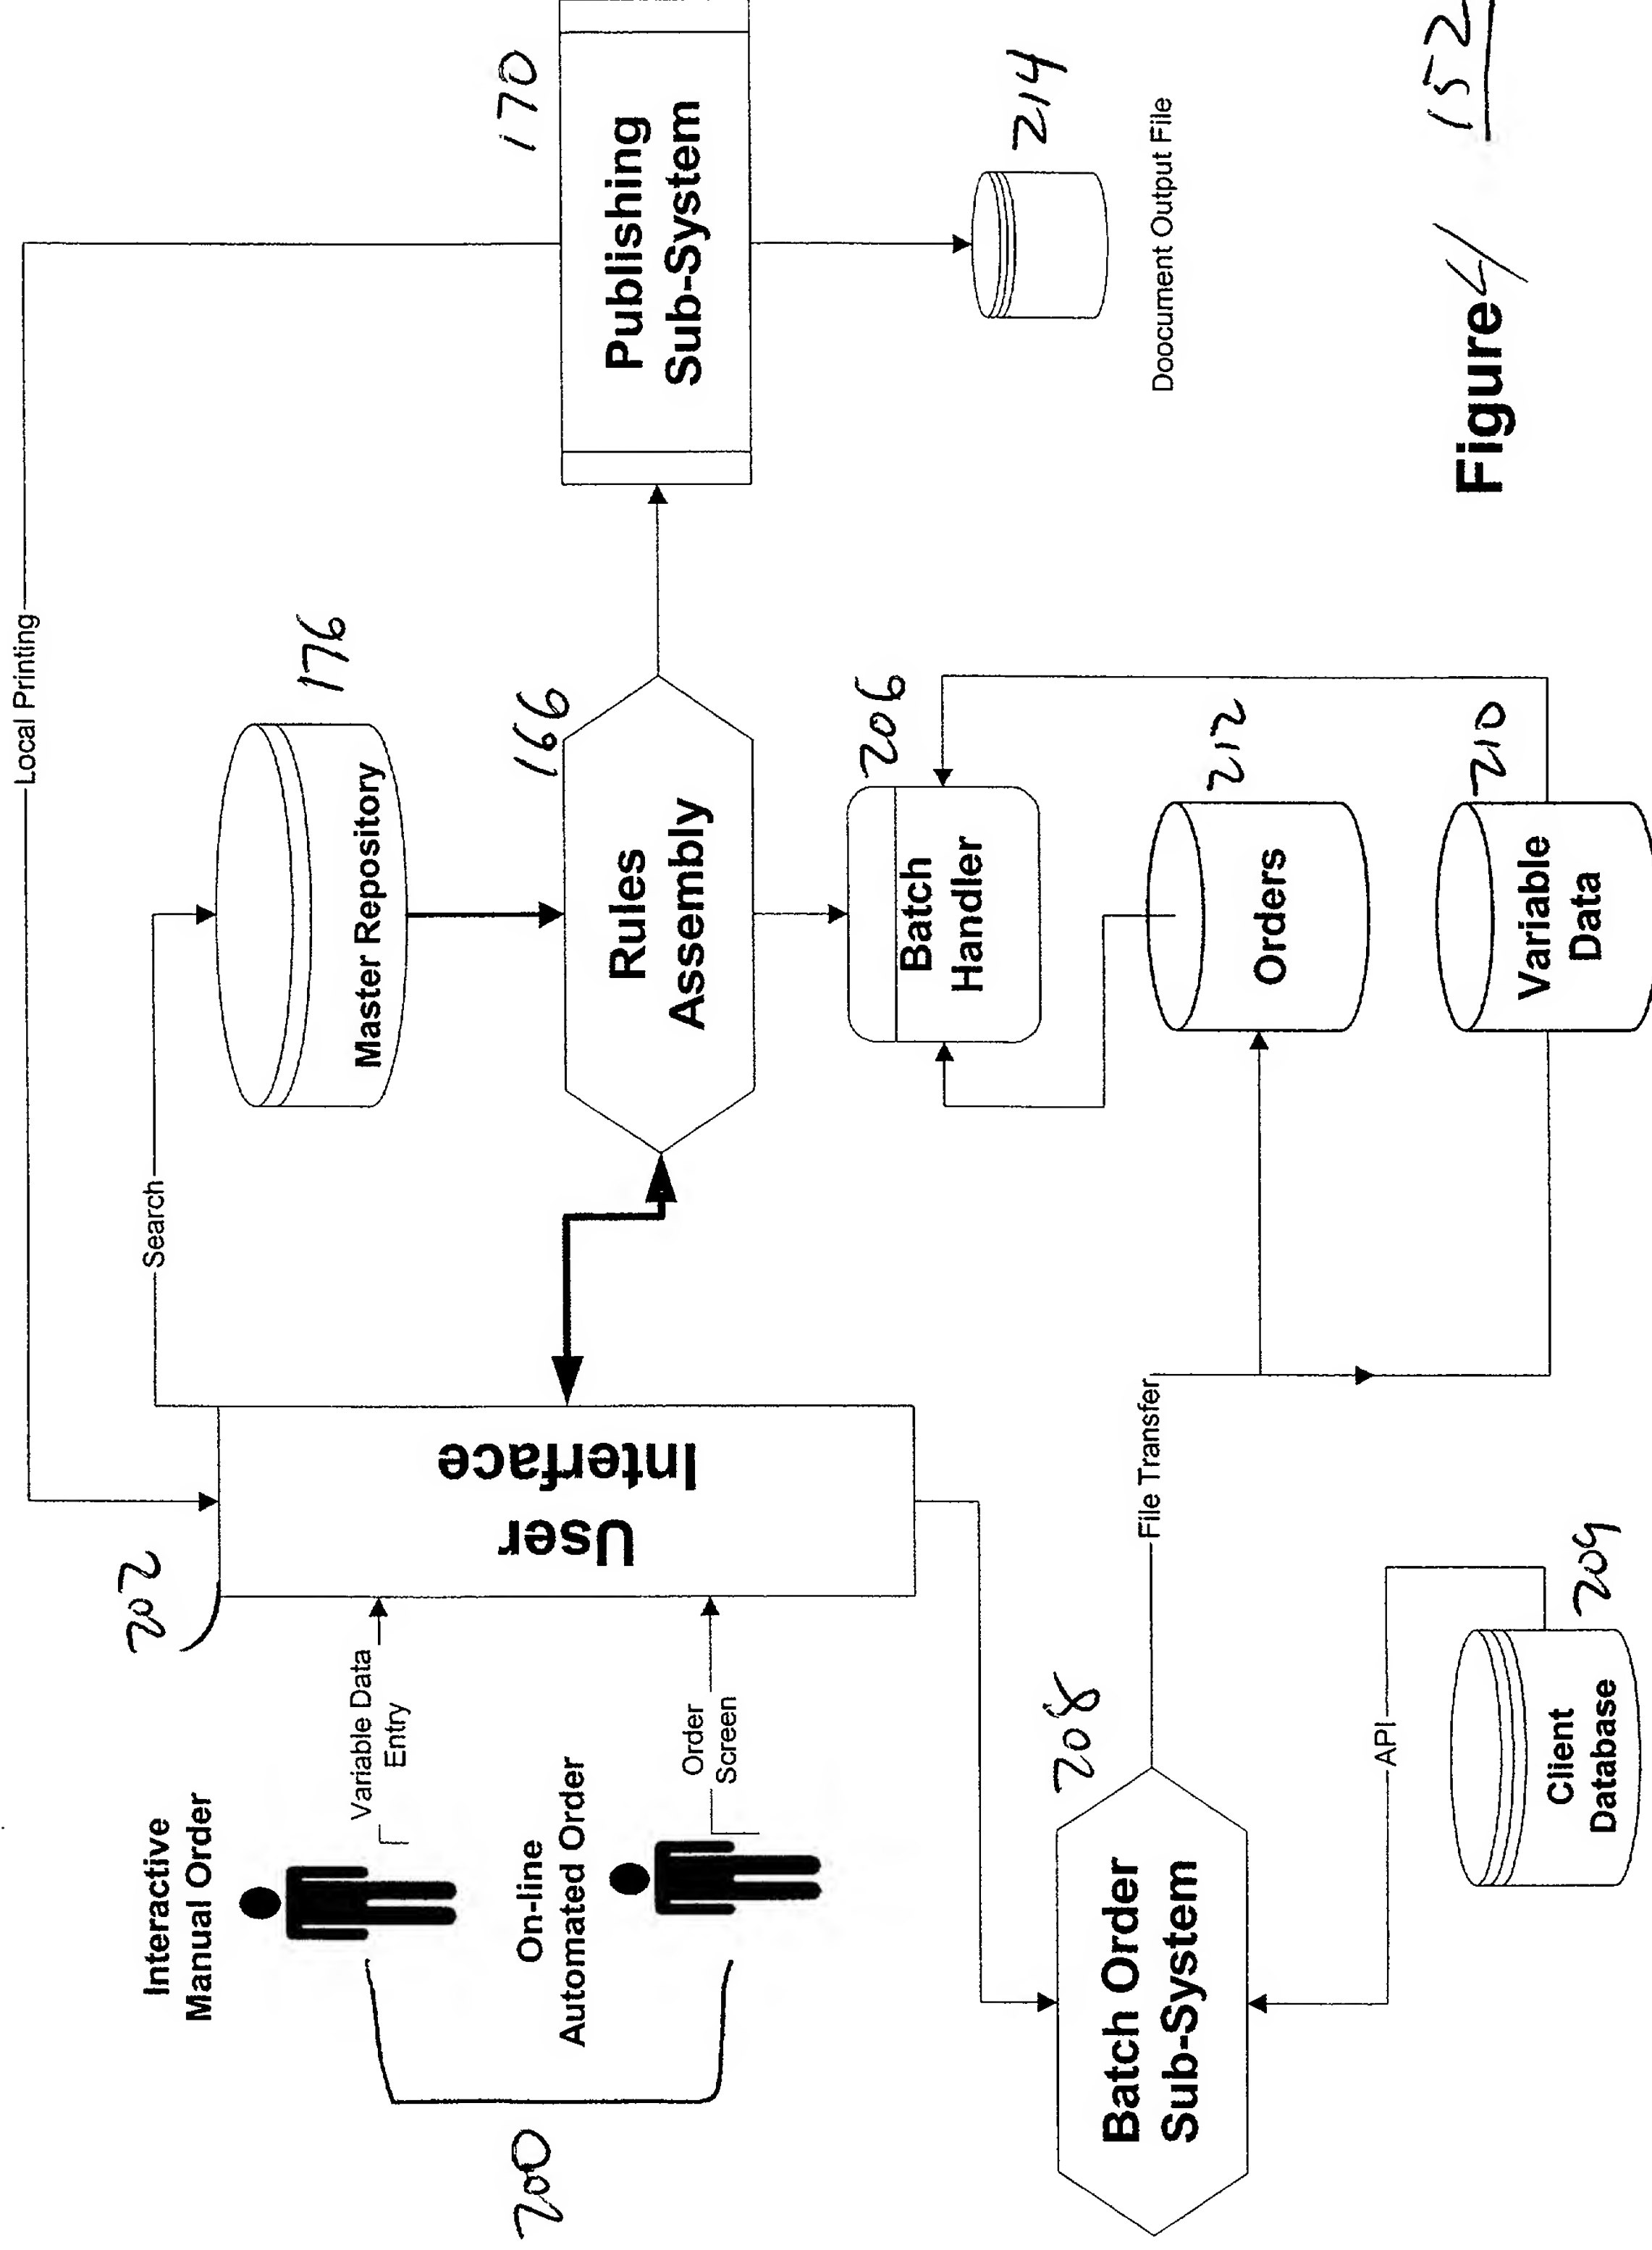 Local Printing
Search
202
Interactive
Manual Order
Variable Data
Entry
On-line
Automated Order
Order
Screen
200
User
Interface
Master Repository
176
Rules
Assembly
166
Publishing
Sub-System
170
Batch
Handler
206
214
Doocument Output File
Orders
212
Variable
Data
210
Batch Order
Sub-System
208
File Transfer
API
Client
Database
209
Figure 4
152